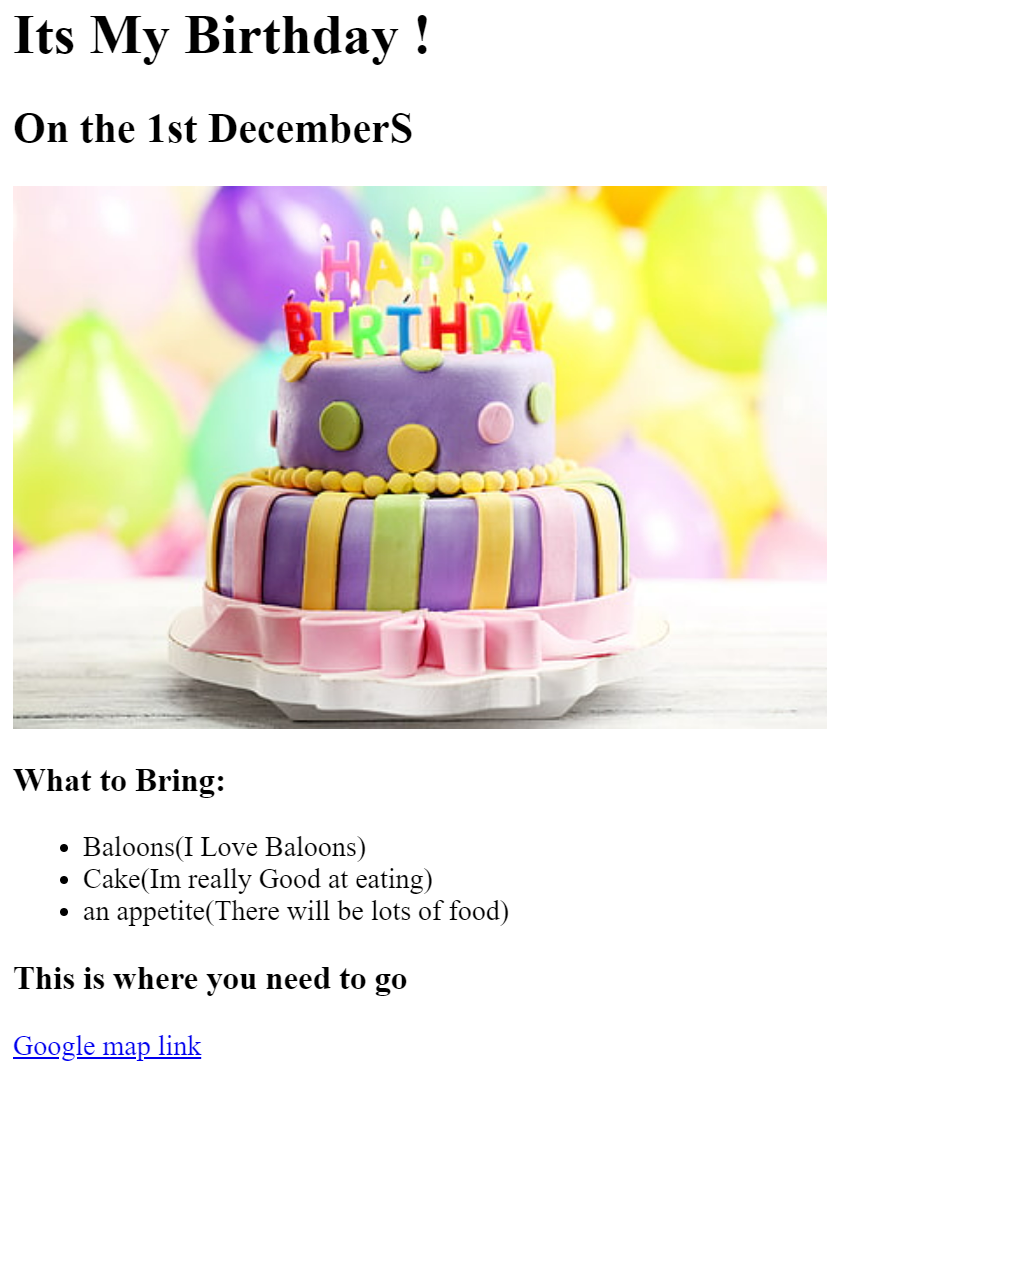 Its My Birthday !
On the 1st DecemberS
HAPPY
BIRTHDAY
What to Bring:
Baloons(I Love Baloons)
Cake(Im really Good at eating)
an appetite(There will be lots of food)
This is where you need to go
Google map link